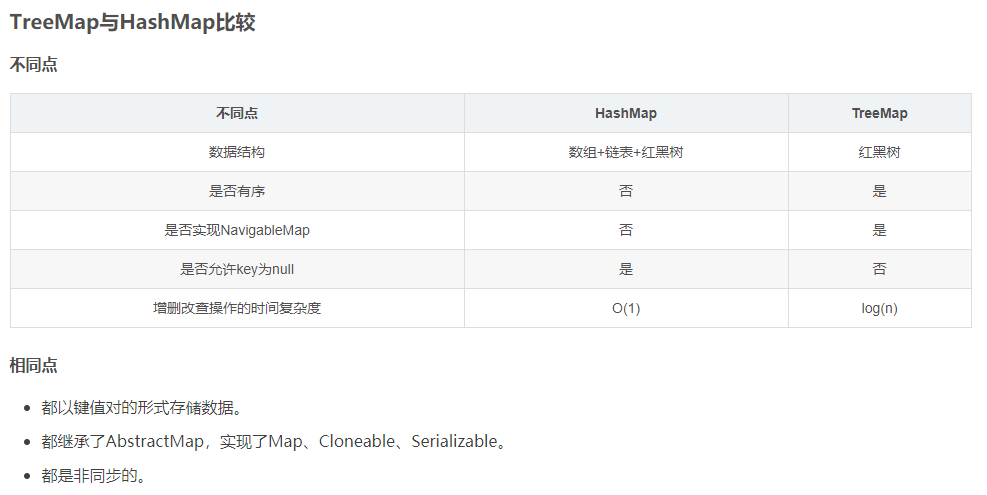 TreeMap与HashMap比较
不同点
不同点 HashMap TreeMap
数据结构 数组+链表+红黑树 红黑树
是否有序 否 是
是否实现NavigableMap 否 是
是否允许key为null 是 否
增删改查操作的时间复杂度 O(1) log(n)
相同点
都以键值对的形式存储数据。
都继承了AbstractMap，实现了Map、Cloneable、Serializable。
都是非同步的。